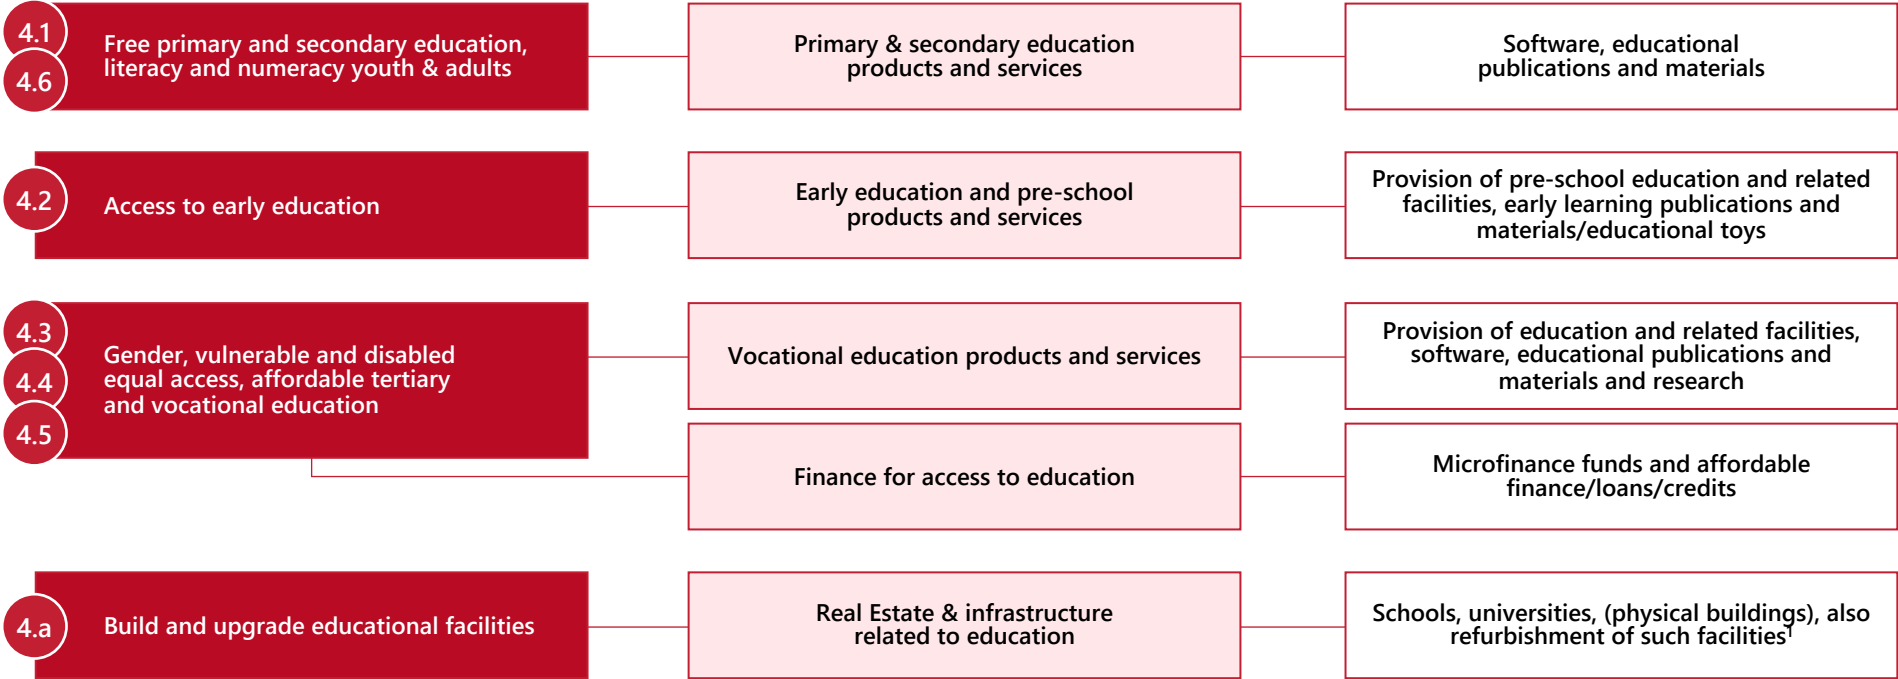 4.1
4.6
Free primary and secondary education,
literacy and numeracy youth & adults
Primary & secondary education
products and services
Software, educational
publications and materials
4.2
Access to early education
Early education and pre-school
products and services
Provision of pre-school education and related
facilities, early learning publications and
materials/educational toys
4.3
4.4
4.5
Gender, vulnerable and disabled
equal access, affordable tertiary
and vocational education
Vocational education products and services
Provision of education and related facilities,
software, educational publications and
materials and research
Finance for access to education
Microfinance funds and affordable
finance/loans/credits
4.a
Build and upgrade educational facilities
Real Estate & infrastructure
related to education
Schools, universities, (physical buildings), also
refurbishment of such facilities¹